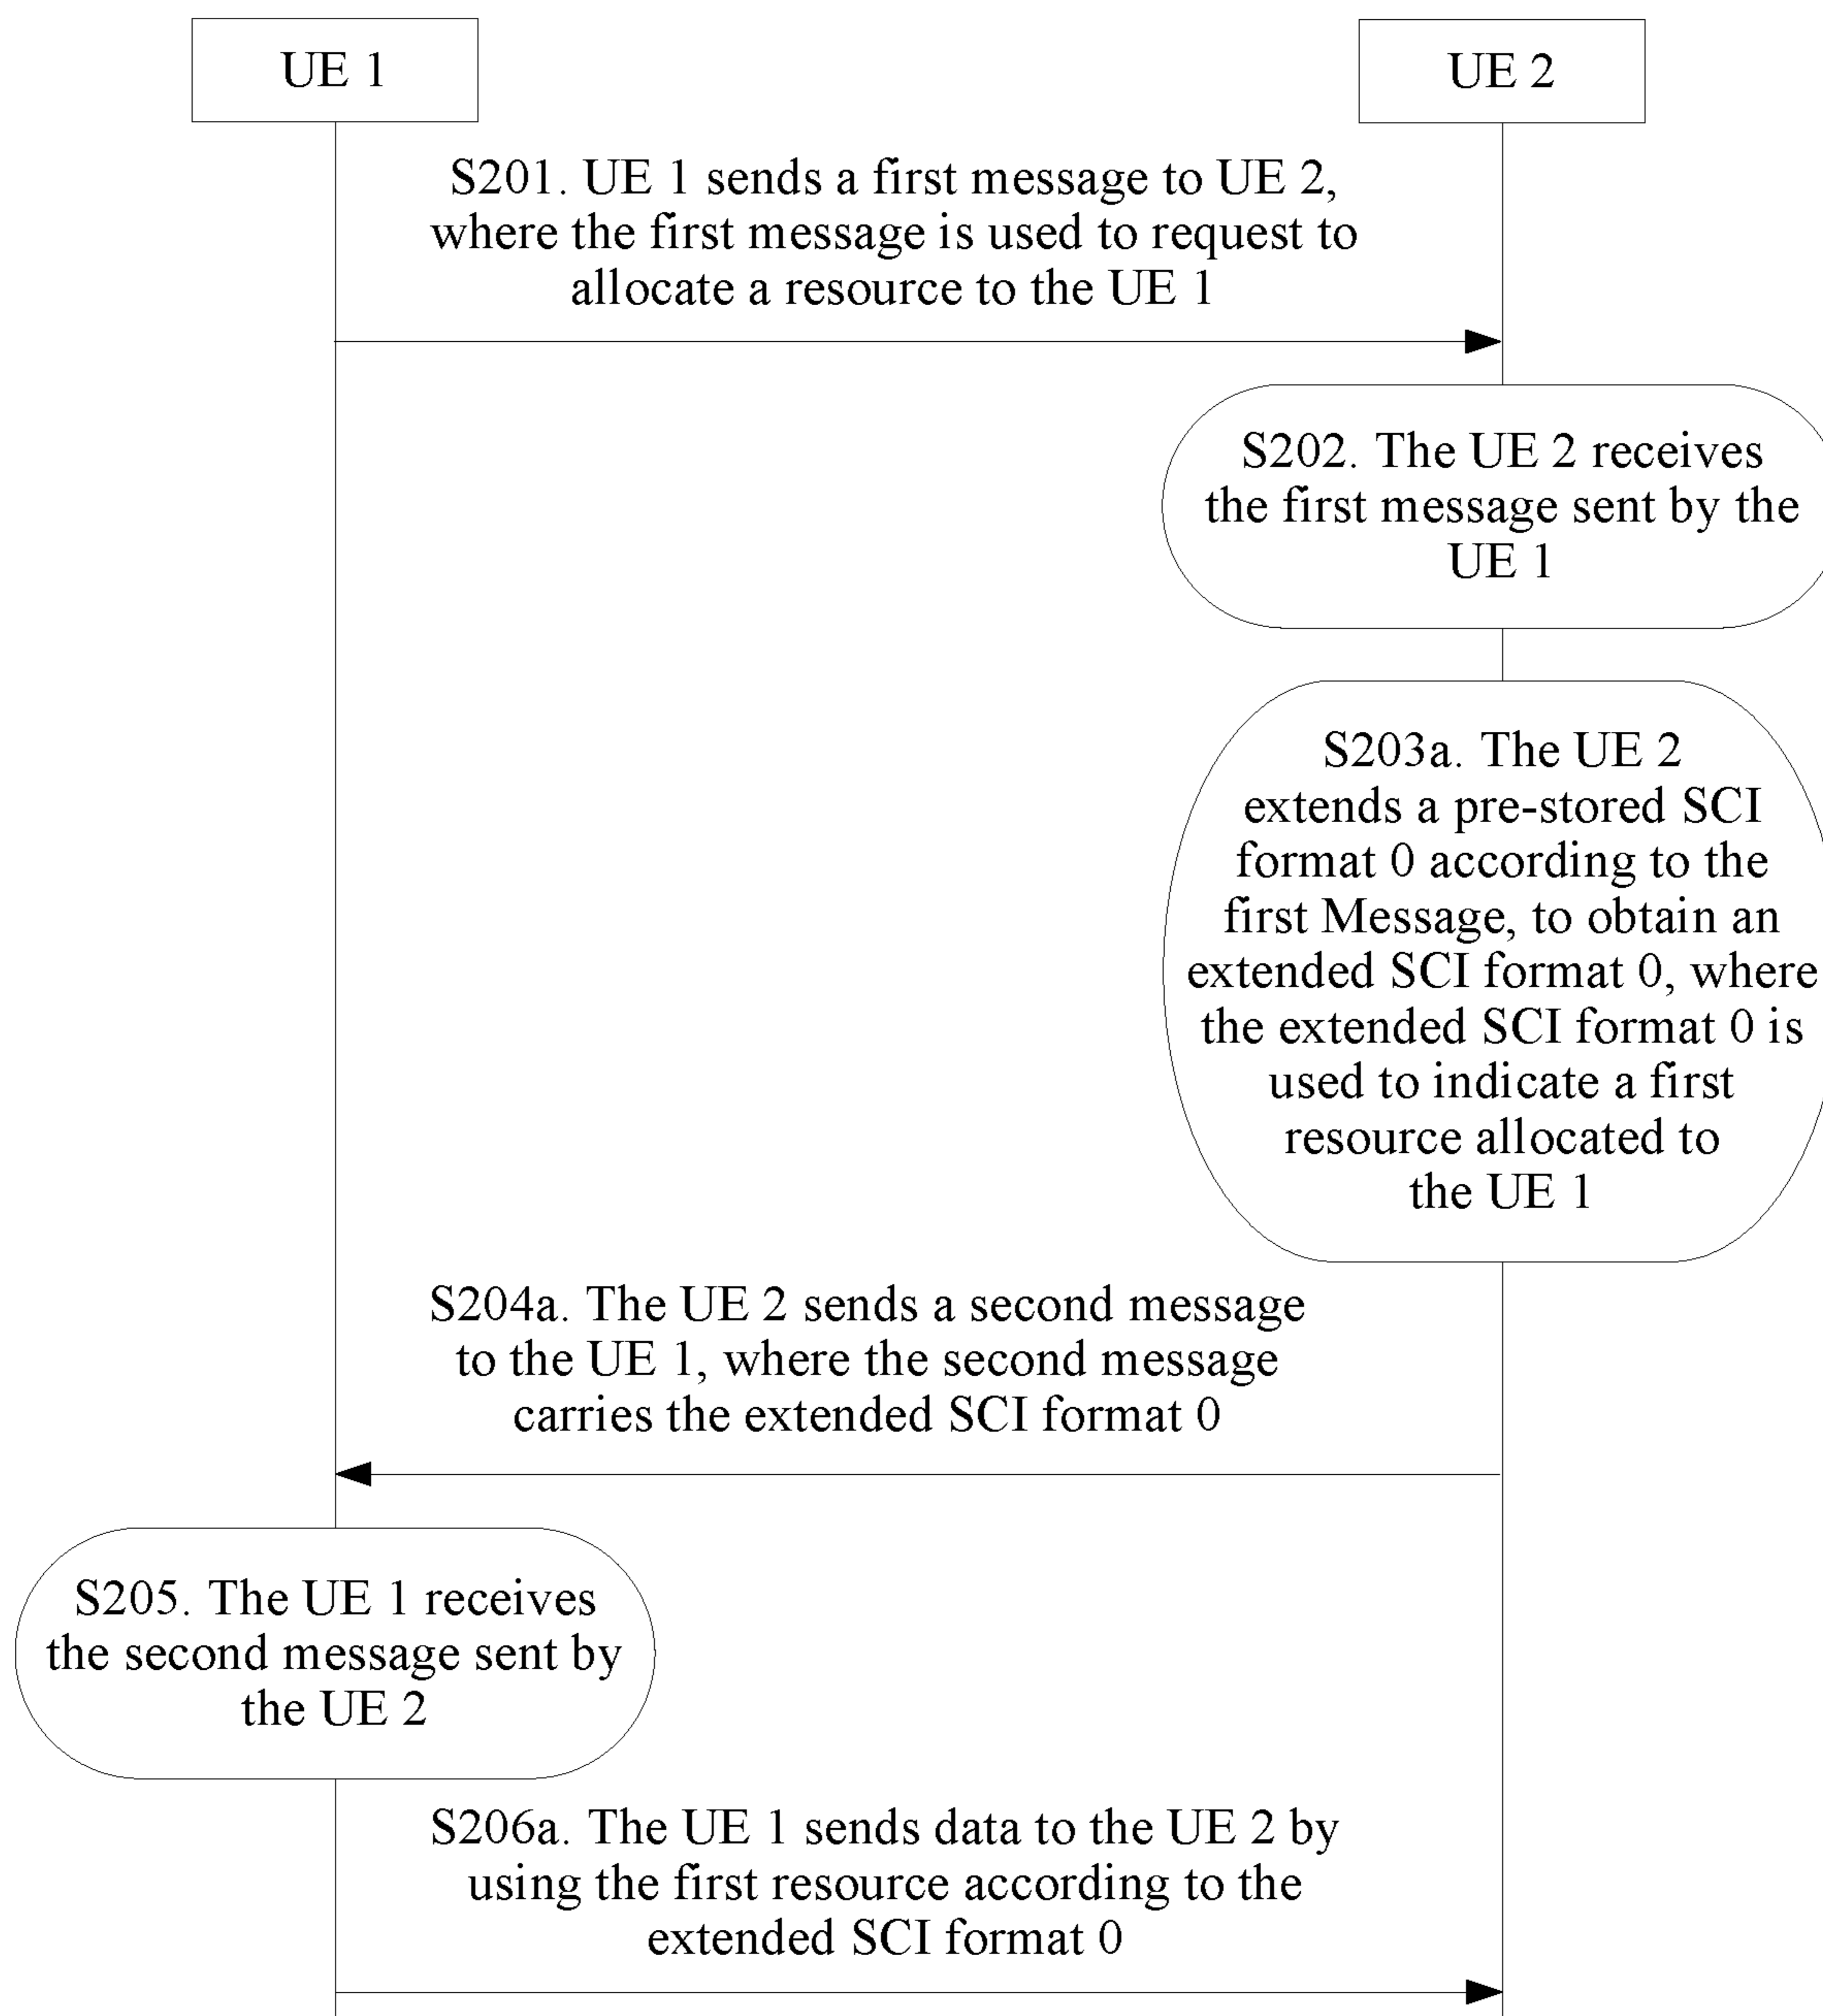 UE 1
UE 2
S201. UE 1 sends a first message to UE 2,
where the first message is used to request to
allocate a resource to the UE 1
S202. The UE 2 receives
the first message sent by the
UE 1
S203a. The UE 2
extends a pre-stored SCI
format 0 according to the
first Message, to obtain an
extended SCI format 0, where
the extended SCI format 0 is
used to indicate a first
resource allocated to
the UE 1
S204a. The UE 2 sends a second message
to the UE 1, where the second message
carries the extended SCI format 0
S205. The UE 1 receives
the second message sent by
the UE 2
S206a. The UE 1 sends data to the UE 2 by
using the first resource according to the
extended SCI format 0